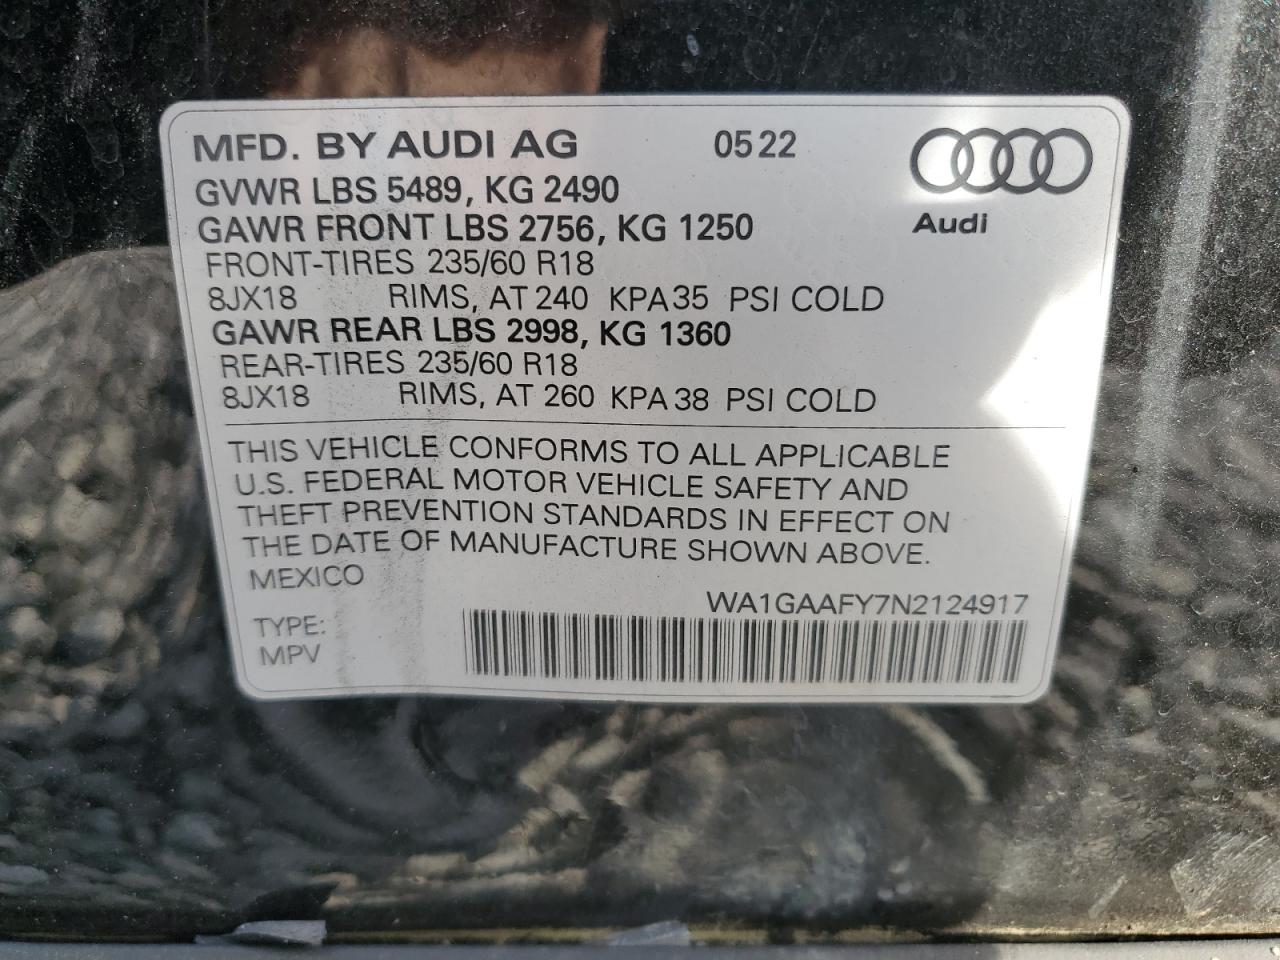 MFD. BY AUDI AG 0522
GVWR LBS 5489, KG 2490
GAWR FRONT LBS 2756, KG 1250
Audi
FRONT-TIRES 235/60 R18
8JX18 RIMS, AT 240 KPA 35 PSI COLD
GAWR REAR LBS 2998, KG 1360
REAR-TIRES 235/60 R18
8JX18 RIMS, AT 260 KPA 38 PSI COLD
THIS VEHICLE CONFORMS TO ALL APPLICABLE
U.S. FEDERAL MOTOR VEHICLE SAFETY AND
THEFT PREVENTION STANDARDS IN EFFECT ON
THE DATE OF MANUFACTURE SHOWN ABOVE.
MEXICO
WA1GAAFY7N2124917
TYPE:
MPV